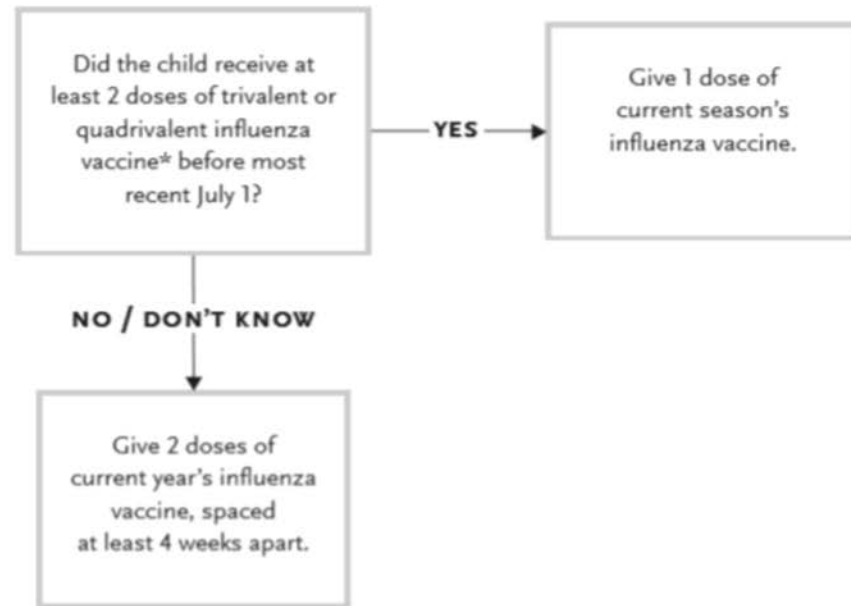 Did the child receive at
least 2 doses of trivalent or
quadrivalent influenza
vaccine* before most
recent July 1?
YES
Give 1 dose of
current season's
influenza vaccine.
NO / DON'T KNOW
Give 2 doses of
current year's influenza
vaccine, spaced
at least 4 weeks apart.